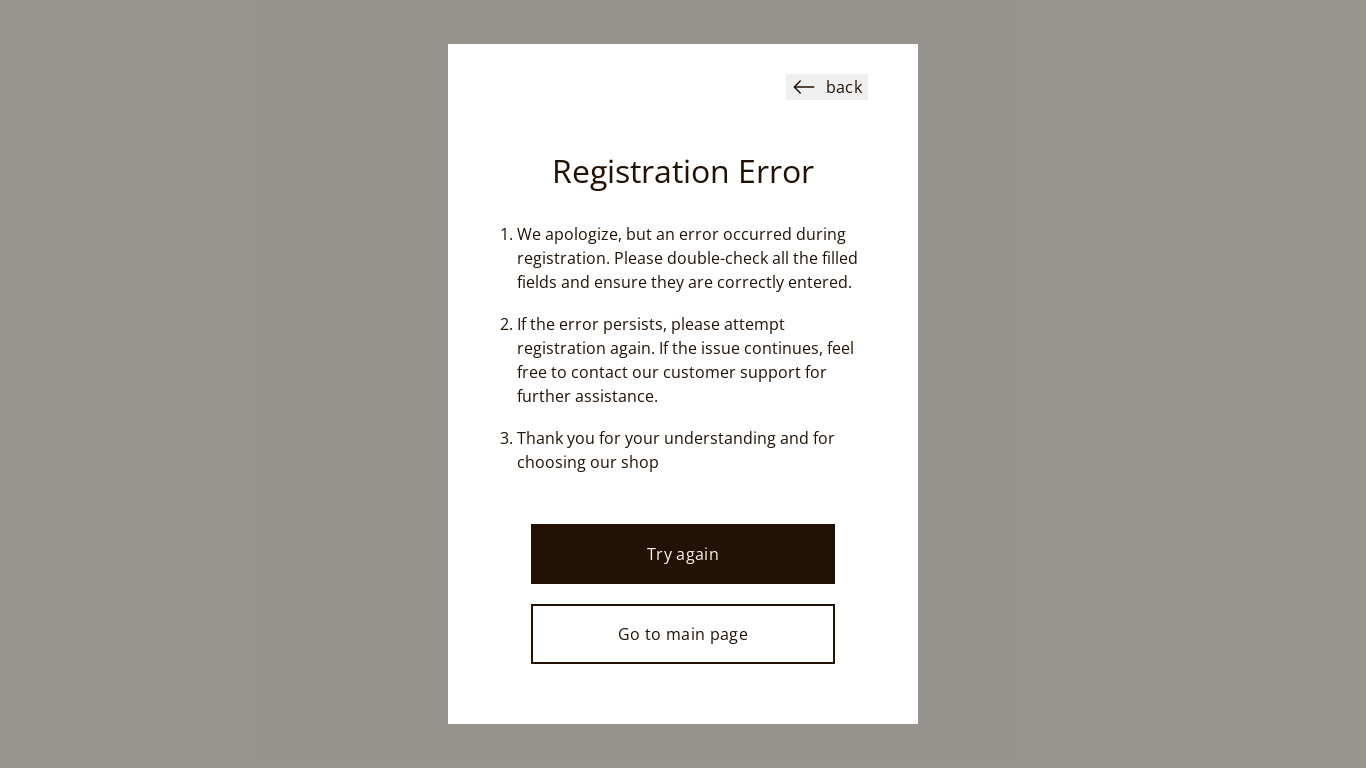 back
Registration Error
1. We apologize, but an error occurred during
registration. Please double-check all the filled
fields and ensure they are correctly entered.
2. If the error persists, please attempt
registration again. If the issue continues, feel
free to contact our customer support for
further assistance.
3. Thank you for your understanding and for
choosing our shop
Try again
Go to main page